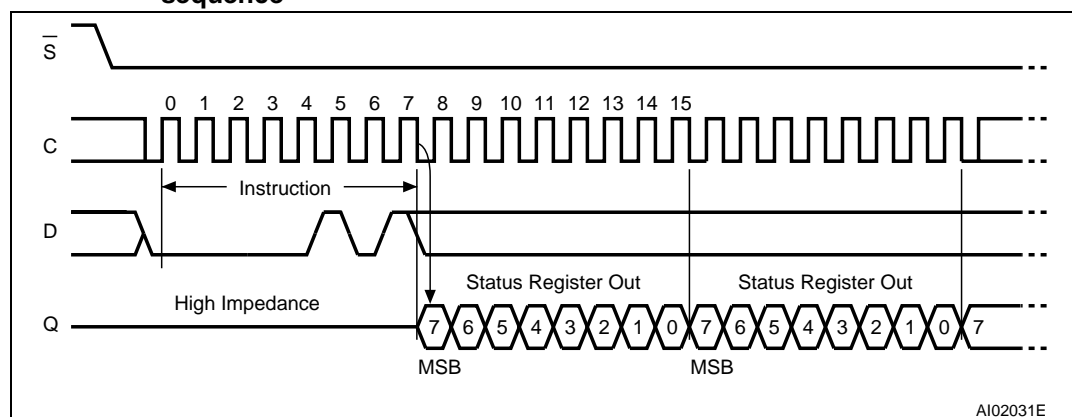 sequence
S
0 1 2 3 4 5 6 7 8 9 10 11 12 13 14 15
C
Instruction
D
Status Register Out Status Register Out
High Impedance
Q 7 6 5 4 3 2 1 0 7 6 5 4 3 2 1 0 7
MSB MSB
AI02031E